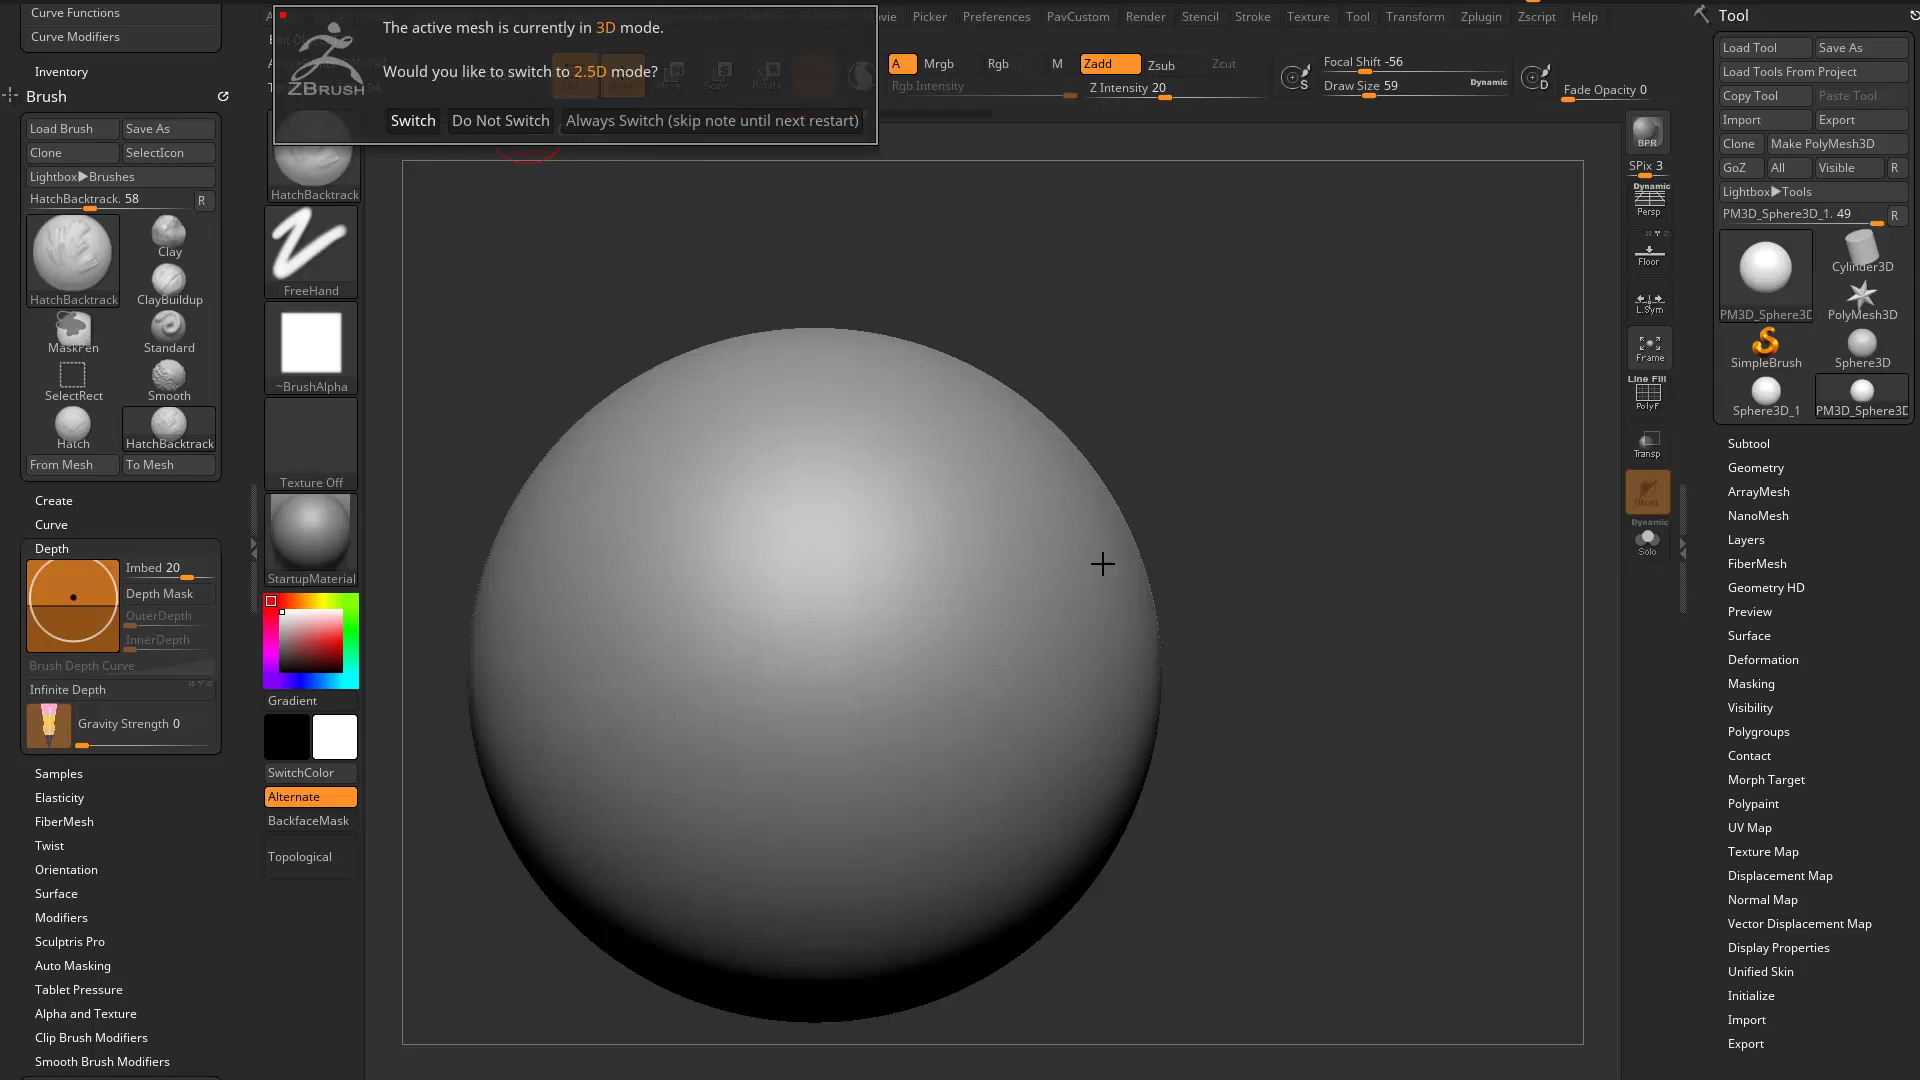 Curve Functions
Curve Modifiers
Inventory
Brush
Load Brush Save As
Clone SelectIcon
Lightbox▶Brushes
HatchBacktrack. 58 R
HatchBacktrack
Clay
ClayBuildup
MaskPen Standard
SelectRect Smooth
Hatch HatchBacktrack
From Mesh To Mesh
Create
Curve
Depth
Imbed 20
Depth Mask
OuterDepth
InnerDepth
Brush Depth Curve
Infinite Depth
Gravity Strength 0
Samples
Elasticity
FiberMesh
Twist
Orientation
Surface
Modifiers
Sculptris Pro
Auto Masking
Tablet Pressure
Alpha and Texture
Clip Brush Modifiers
Smooth Brush Modifiers
The active mesh is currently in 3D mode.
Would you like to switch to 2.5D mode?
ZBRUSH
Switch Do Not Switch Always Switch (skip note until next restart)
HatchBacktrack
FreeHand
~BrushAlpha
Texture Off
StartupMaterial
Gradient
SwitchColor
Alternate
BackfaceMask
Topological
Picker Preferences PavCustom Render Stencil Stroke Texture Tool Transform Zplugin Zscript Help
A Mrgb Rgb M Zadd Zsub Zcut
Rgb Intensity Z Intensity 20
S
Focal Shift -56
Draw Size 59 Dynamic
D
Fade Opacity 0
BPR
SPix 3
Dynamic
Persp
Floor
L.Sym
Frame
Line Fill
PolyF
Transp
Ghost
Dynamic
Solo
Tool
Load Tool Save As
Load Tools From Project
Copy Tool Paste Tool
Import Export
Clone Make PolyMesh3D
GoZ All Visible R
Lightbox▶Tools
PM3D_Sphere3D_1. 49 R
PM3D_Sphere3D
Cylinder3D
PolyMesh3D
SimpleBrush Sphere3D
Sphere3D_1 PM3D_Sphere3D
Subtool
Geometry
ArrayMesh
NanoMesh
Layers
FiberMesh
Geometry HD
Preview
Surface
Deformation
Masking
Visibility
Polygroups
Contact
Morph Target
Polypaint
UV Map
Texture Map
Displacement Map
Normal Map
Vector Displacement Map
Display Properties
Unified Skin
Initialize
Import
Export